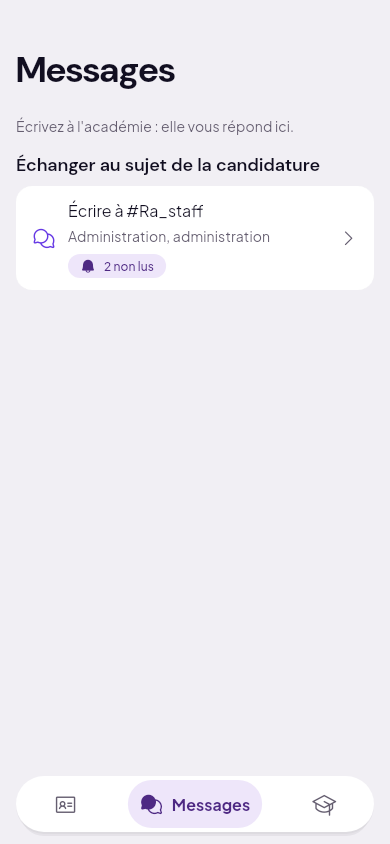 Messages
Écrivez à l'académie : elle vous répond ici.
Échanger au sujet de la candidature
Écrire à #Ra_staff
Administration, administration
2 non lus
Messages